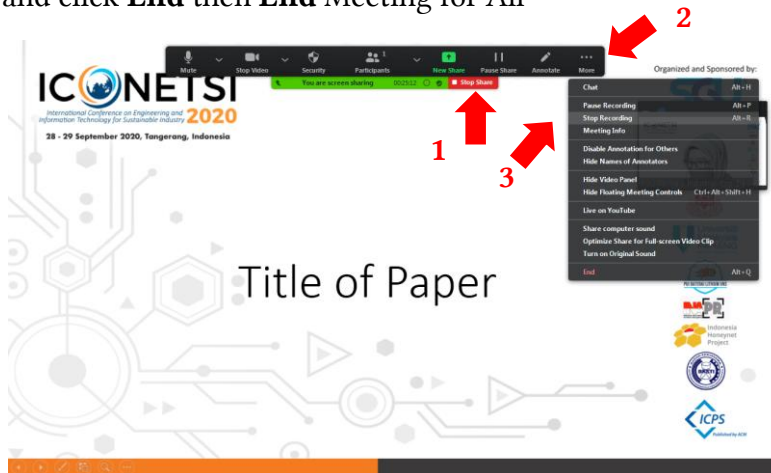 and click End then End Meeting for All
2
Mute
Stop Video
Security
Participants
1
New Share
Pause Share
Annotate
More
You are screen sharing
Stop Share
Organized and Sponsored by:
ICONETSI
International Conference on Engineering and
Information Technology for Sustainable Industry
2020
28 - 29 September 2020, Tangerang, Indonesia
1
3
Chat Alt+H
Pause Recording Alt+P
Stop Recording Alt+R
Meeting Info
Disable Annotation for Others
Hide Names of Annotators
Hide Video Panel
Hide Floating Meeting Controls Ctrl+Alt+Shift+H
Live on YouTube
Share computer sound
Optimize Share for Full-screen Video Clip
Turn on Original Sound
End Alt+Q
Title of Paper
Indonesia
Honeynet
Project
ICPS
Published by ACM